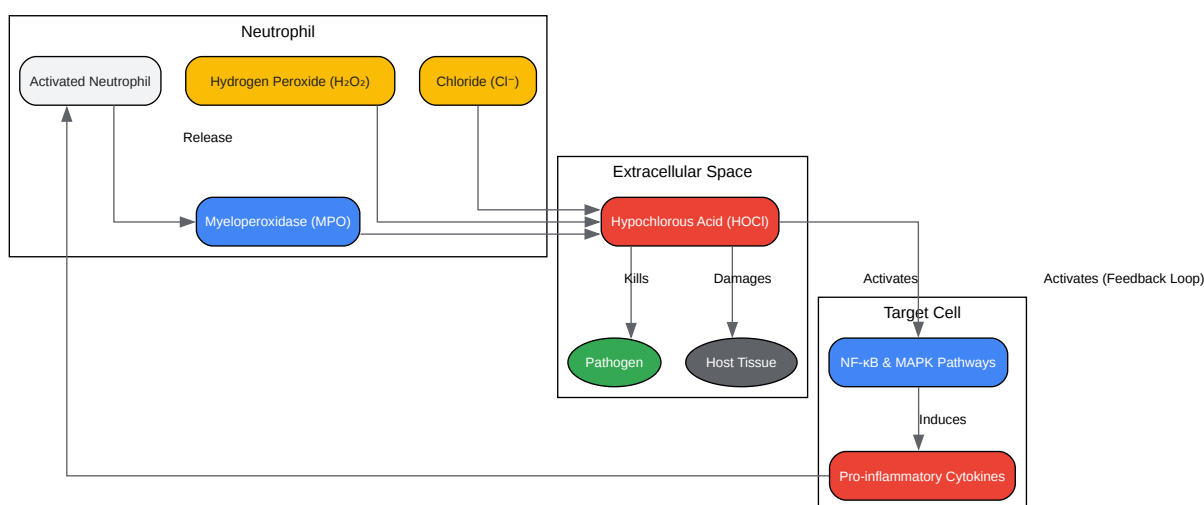 Neutrophil
Activated Neutrophil
Hydrogen Peroxide (H₂O₂)
Chloride (Cl⁻)
Release
Myeloperoxidase (MPO)
Extracellular Space
Hypochlorous Acid (HOCl)
Kills
Damages
Activates
Activates (Feedback Loop)
Target Cell
Pathogen
Host Tissue
NF-κB & MAPK Pathways
Induces
Pro-inflammatory Cytokines